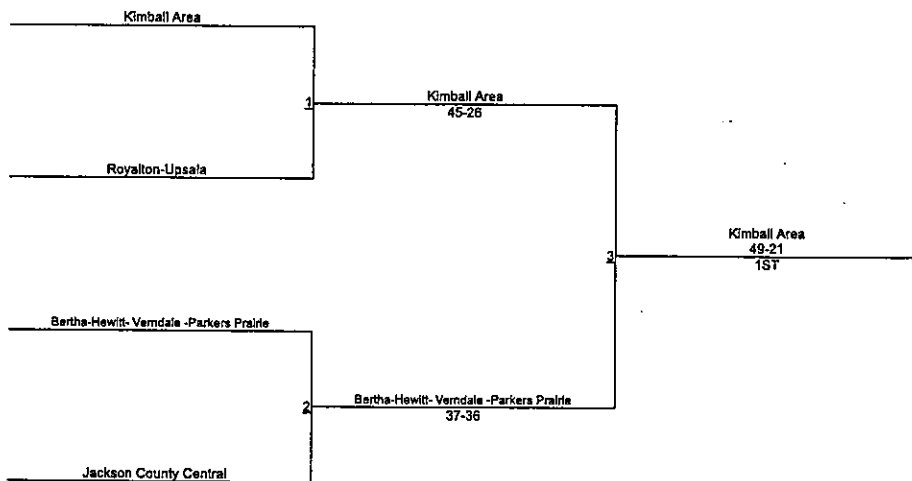 Kimball Area
1
Kimball Area
45-26
Royalton-Upsala
Kimball Area
49-21
1ST
3
Bertha-Hewitt- Verndale -Parkers Prairie
2
Bertha-Hewitt- Verndale -Parkers Prairie
37-36
Jackson County Central